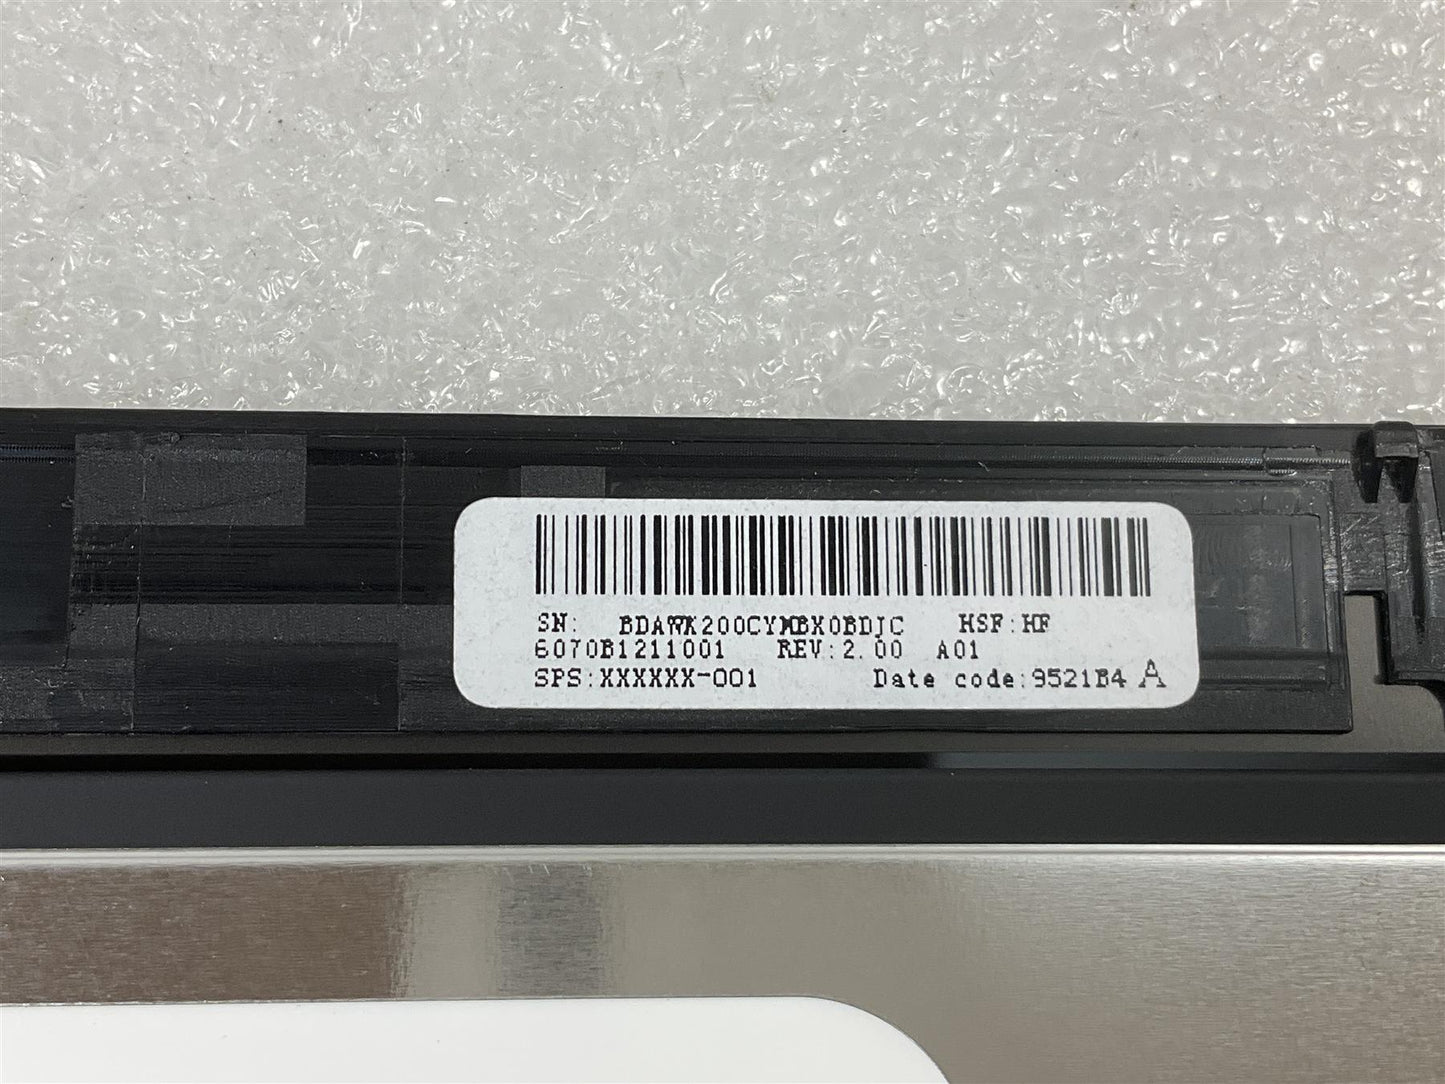 SN: BDAWK200CYMBX0BDJC HSF:HF
6070B1211001 REV:2.00 A01
SPS:XXXXXX-001 Date code:9521B4 A